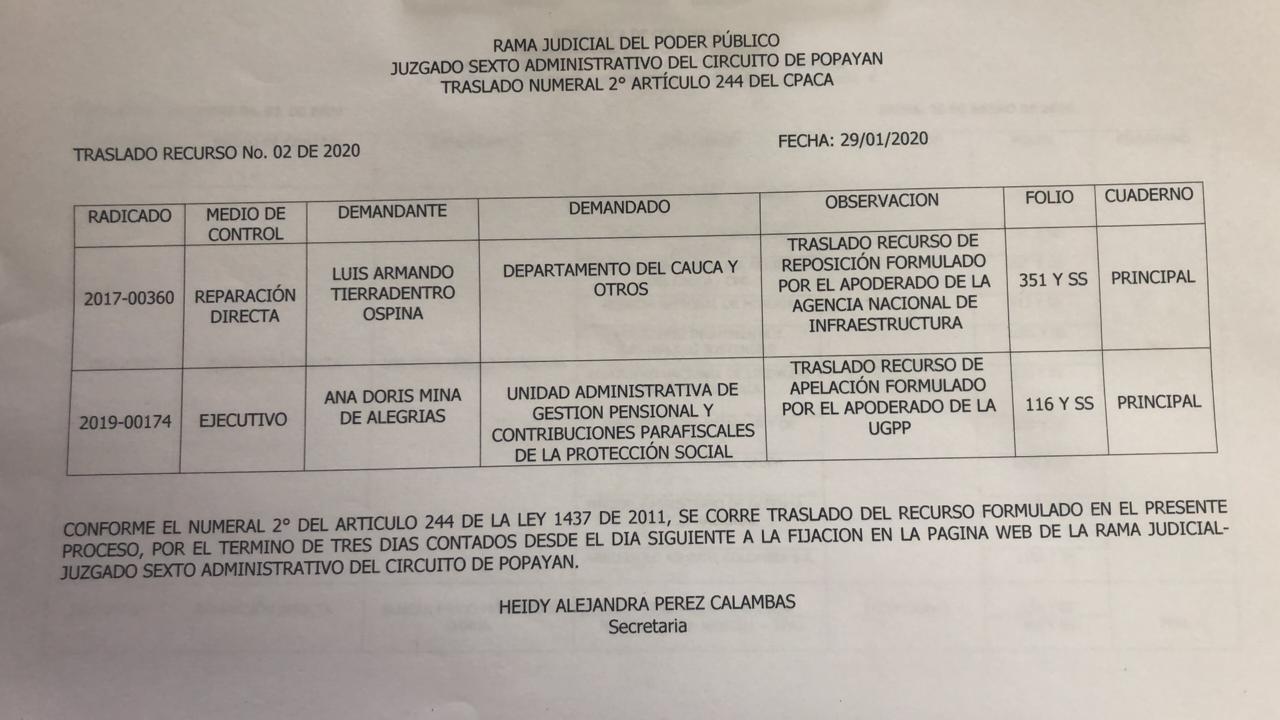 RAMA JUDICIAL DEL PODER PÚBLICO
JUZGADO SEXTO ADMINISTRATIVO DEL CIRCUITO DE POPAYAN
TRASLADO NUMERAL 2° ARTÍCULO 244 DEL CPACA
TRASLADO RECURSO No. 02 DE 2020
FECHA: 29/01/2020
RADICADO
MEDIO DE
CONTROL
DEMANDANTE
DEMANDADO
OBSERVACION
FOLIO
CUADERNO
2017-00360
REPARACIÓN
DIRECTA
LUIS ARMANDO
TIERRADENTRO
OSPINA
DEPARTAMENTO DEL CAUCA Y
OTROS
TRASLADO RECURSO DE
REPOSICIÓN FORMULADO
POR EL APODERADO DE LA
AGENCIA NACIONAL DE
INFRAESTRUCTURA
351 Y SS
PRINCIPAL
2019-00174
EJECUTIVO
ANA DORIS MINA
DE ALEGRIAS
UNIDAD ADMINISTRATIVA DE
GESTION PENSIONAL Y
CONTRIBUCIONES PARAFISCALES
DE LA PROTECCIÓN SOCIAL
TRASLADO RECURSO DE
APELACIÓN FORMULADO
POR EL APODERADO DE LA
UGPP
116 Y SS
PRINCIPAL
CONFORME EL NUMERAL 2° DEL ARTICULO 244 DE LA LEY 1437 DE 2011, SE CORRE TRASLADO DEL RECURSO FORMULADO EN EL PRESENTE
PROCESO, POR EL TERMINO DE TRES DIAS CONTADOS DESDE EL DIA SIGUIENTE A LA FIJACION EN LA PAGINA WEB DE LA RAMA JUDICIAL-
JUZGADO SEXTO ADMINISTRATIVO DEL CIRCUITO DE POPAYAN.
HEIDY ALEJANDRA PEREZ CALAMBAS
Secretaria